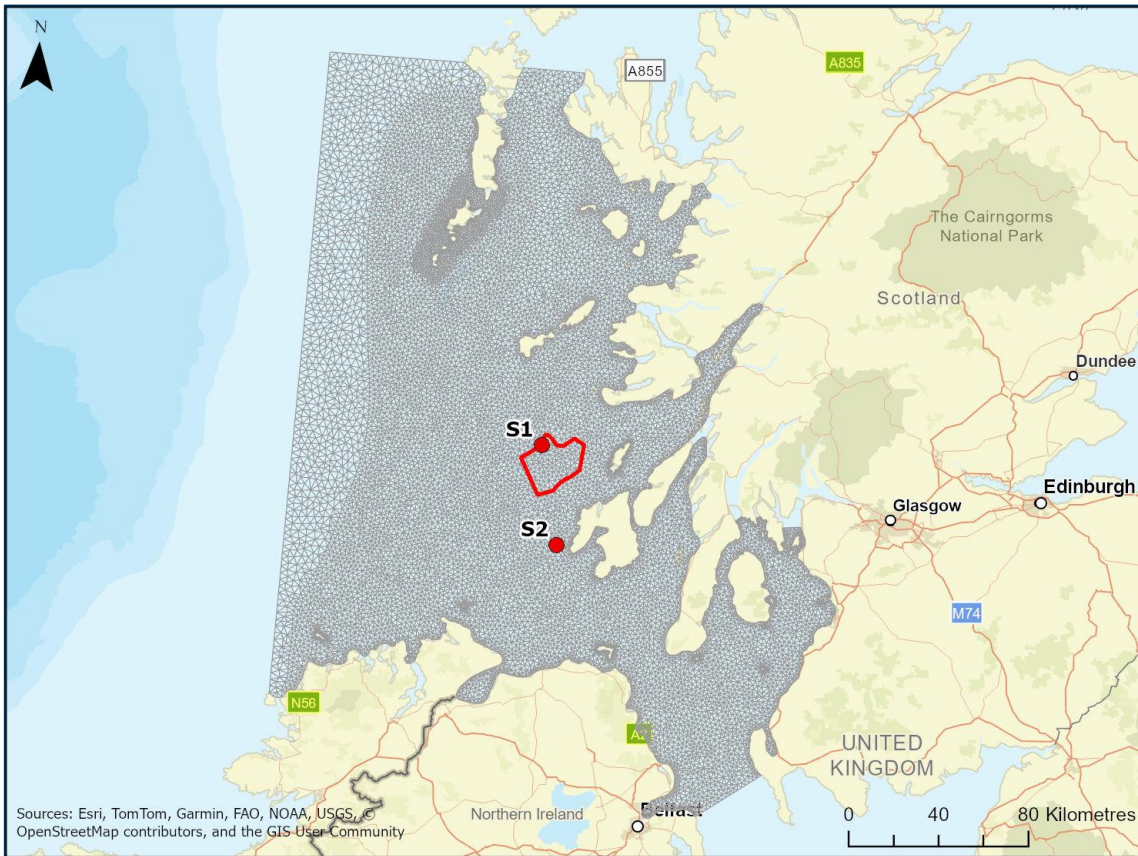 N
A855
A835
The Cairngorms
National Park
Scotland
Dundee
S1
Edinburgh
Glasgow
S2
M74
N56
UNITED
KINGDOM
Northern Ireland
Belfast
Sources: Esri, TomTom, Garmin, FAO, NOAA, USGS, ©
OpenStreetMap contributors, and the GIS User Community
0 40 80 Kilometres